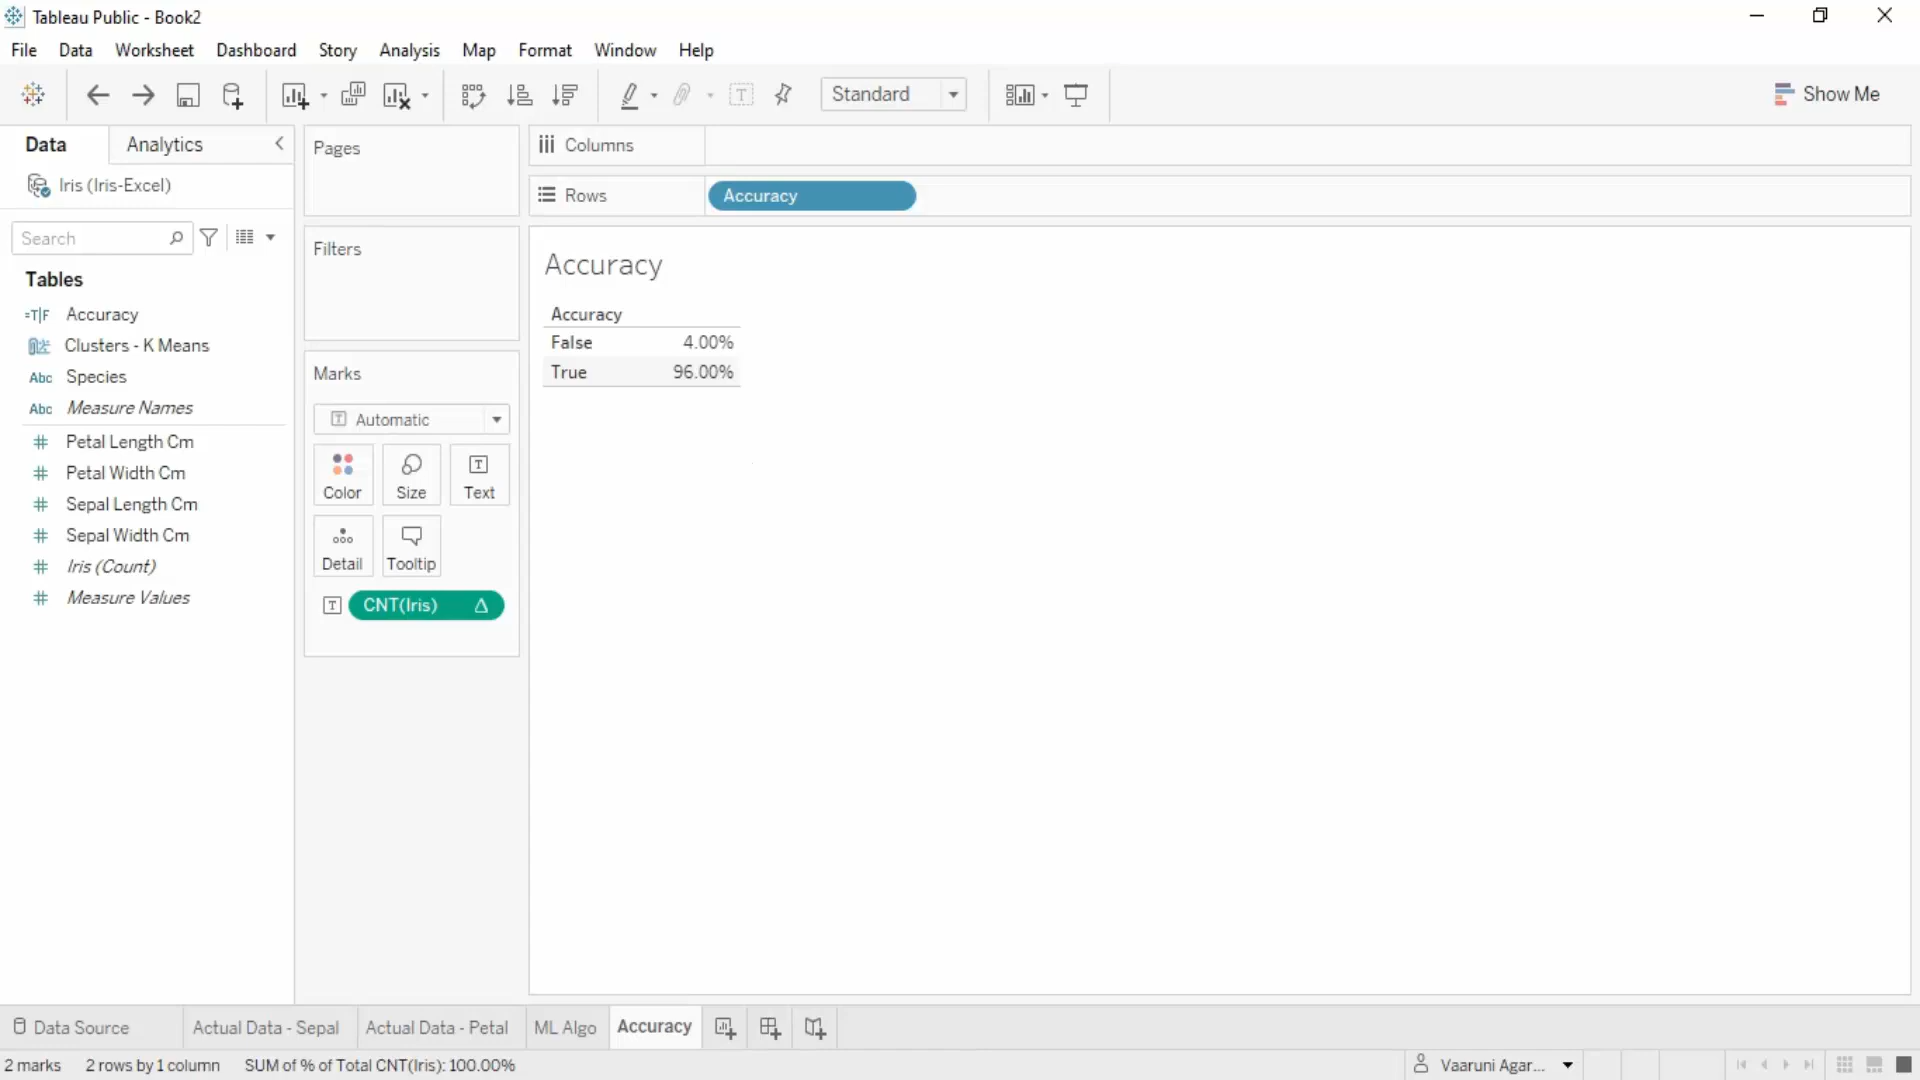 Tableau Public - Book2
File Data Worksheet Dashboard Story Analysis Map Format Window Help
Standard
Show Me
Data Analytics
Iris (Iris-Excel)
Search
Tables
=T|F Accuracy
Clusters - K Means
Abc Species
Abc Measure Names
# Petal Length Cm
# Petal Width Cm
# Sepal Length Cm
# Sepal Width Cm
# Iris (Count)
# Measure Values
Pages
Filters
Marks
T Automatic
Color Size T Text
Detail Tooltip
T CNT(Iris) Δ
Columns
Rows Accuracy
Accuracy
Accuracy
False 4.00%
True 96.00%
Data Source Actual Data - Sepal Actual Data - Petal ML Algo Accuracy
2 marks 2 rows by 1 column SUM of % of Total CNT(Iris): 100.00% Vaaruni Agar...